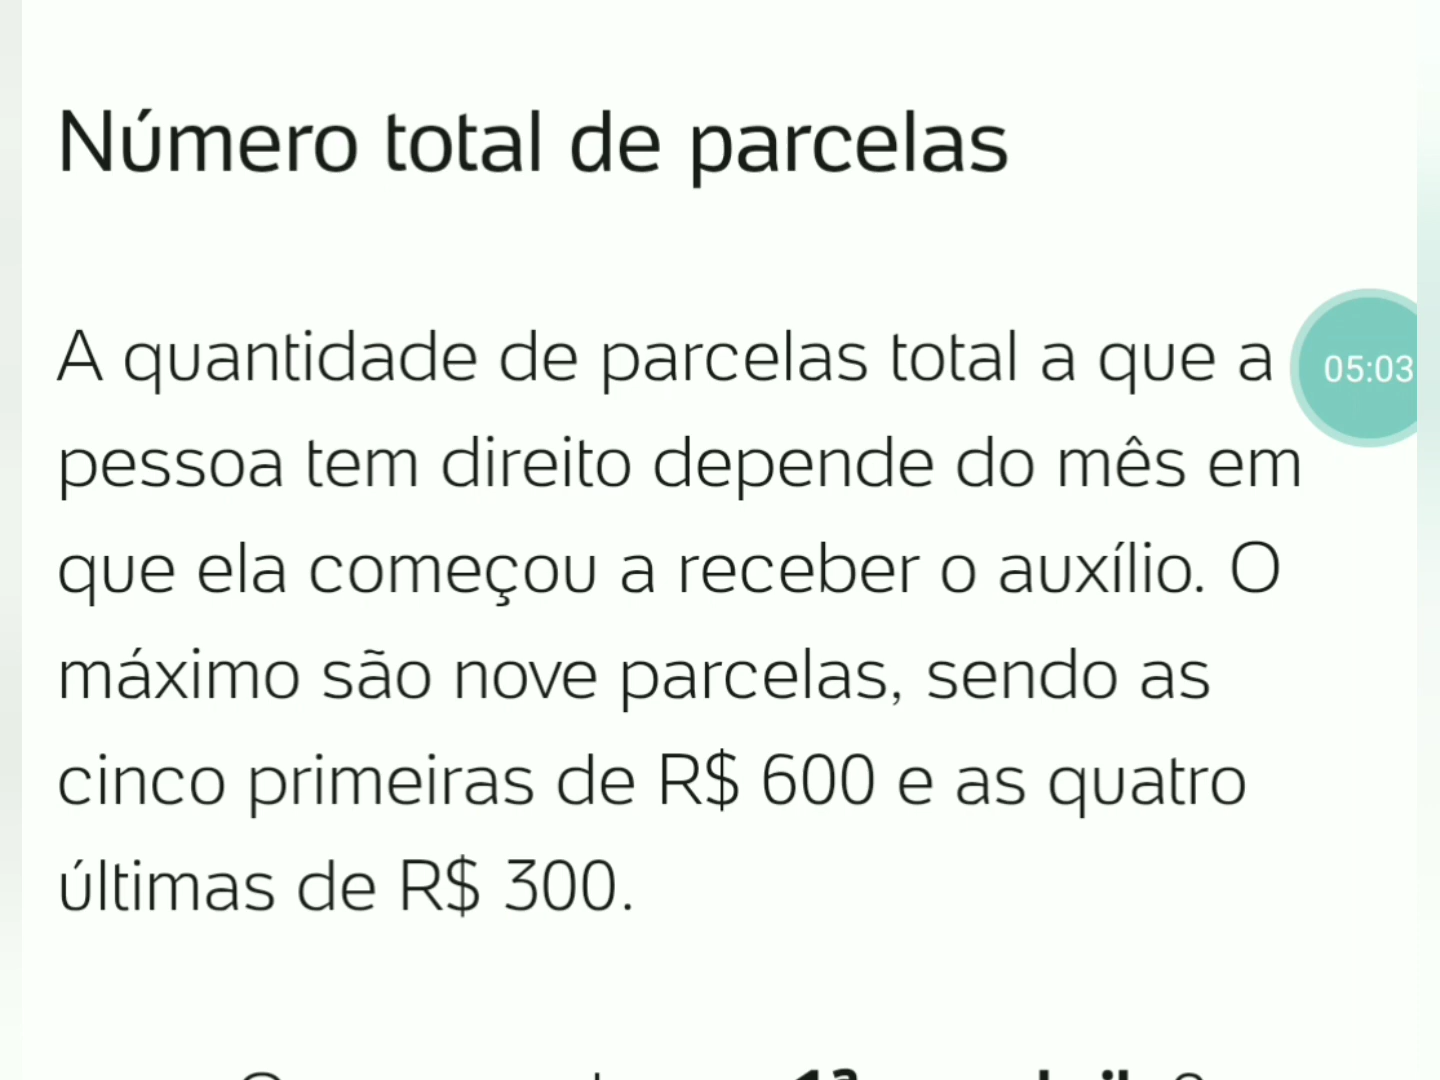 Número total de parcelas
A quantidade de parcelas total a que a
05:03
pessoa tem direito depende do mês em
que ela começou a receber o auxílio. O
máximo são nove parcelas, sendo as
cinco primeiras de R$ 600 e as quatro
últimas de R$ 300.